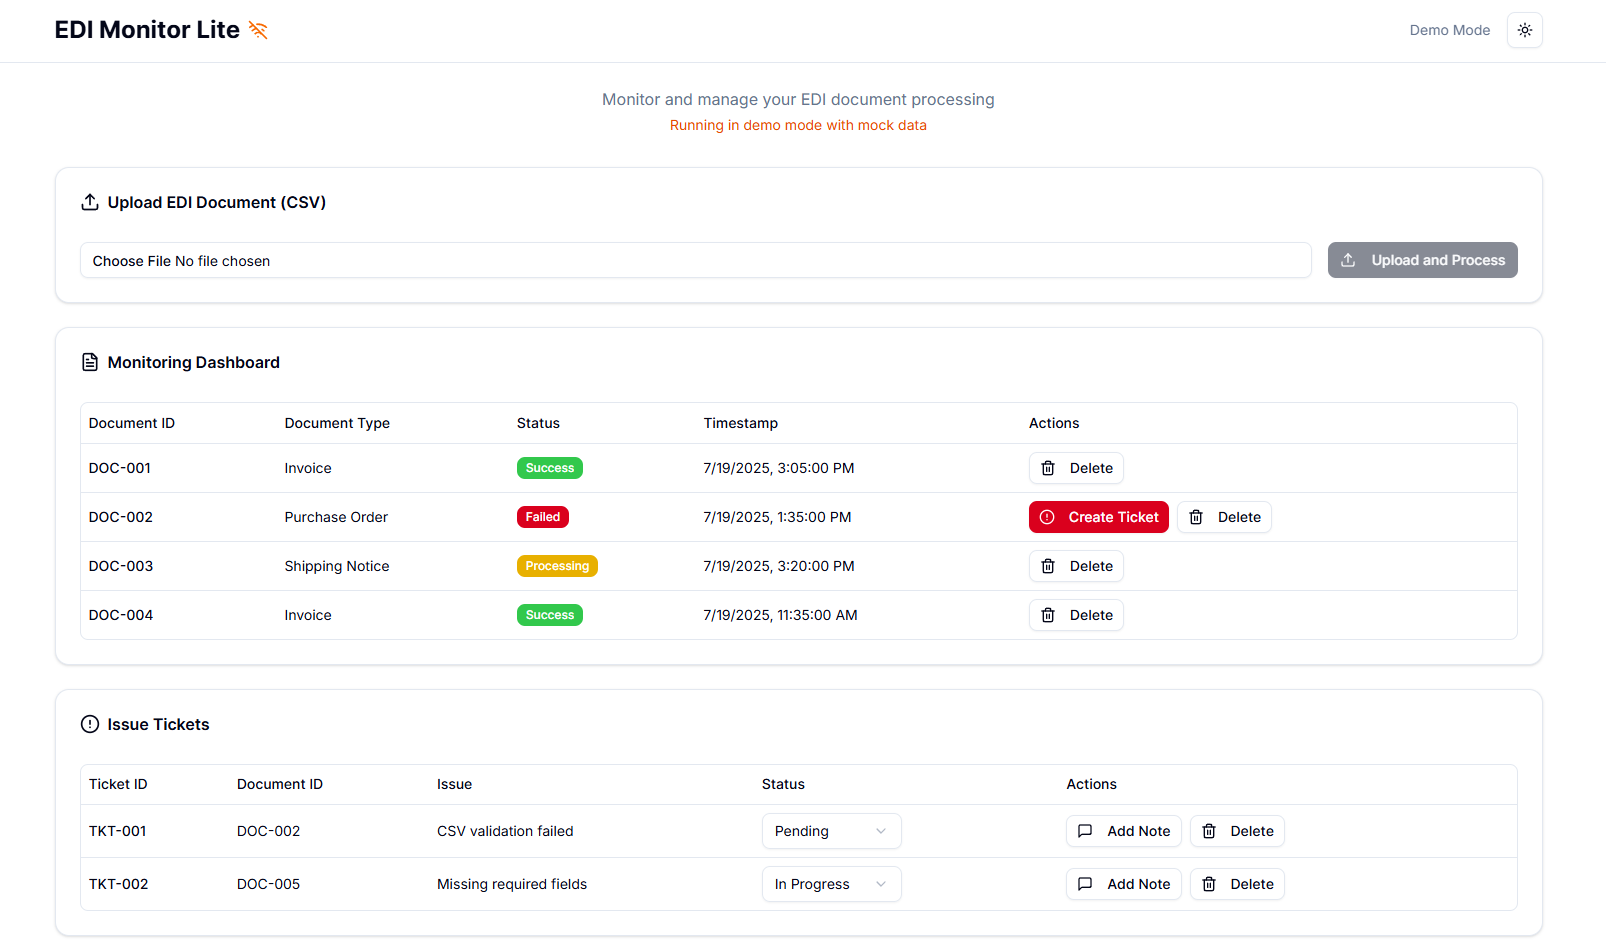 EDI Monitor Lite
Demo Mode
Monitor and manage your EDI document processing
Running in demo mode with mock data
Upload EDI Document (CSV)
Choose File No file chosen
Upload and Process
Monitoring Dashboard
Document ID Document Type Status Timestamp Actions
DOC-001 Invoice Success 7/19/2025, 3:05:00 PM Delete
DOC-002 Purchase Order Failed 7/19/2025, 1:35:00 PM Create Ticket Delete
DOC-003 Shipping Notice Processing 7/19/2025, 3:20:00 PM Delete
DOC-004 Invoice Success 7/19/2025, 11:35:00 AM Delete
Issue Tickets
Ticket ID Document ID Issue Status Actions
TKT-001 DOC-002 CSV validation failed Pending Add Note Delete
TKT-002 DOC-005 Missing required fields In Progress Add Note Delete